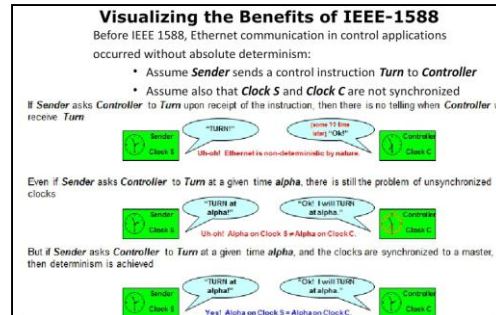 Visualizing the Benefits of IEEE-1588
Before IEEE 1588, Ethernet communication in control applications
occurred without absolute determinism:
• Assume Sender sends a control instruction Turn to Controller
• Assume also that Clock S and Clock C are not synchronized
If Sender asks Controller to Turn upon receipt of the instruction, then there is no telling when Controller w
receive Turn
Sender
Clock S
"TURN!"
later] "Ok!"
Controller
Clock C
Uh-oh! Ethernet is non-deterministic by nature.
Even if Sender asks Controller to Turn at a given time alpha, there is still the problem of unsynchronized
clocks
Sender
Clock S
"TURN at
alpha!"
"Ok! I will TURN
at alpha."
Controller
Clock C
Uh-oh! Alpha on Clock S ≠ Alpha on Clock C.
But if Sender asks Controller to Turn at a given time alpha, and the clocks are synchronized to a master,
then determinism is achieved
Sender
Clock S
"TURN at
alpha!"
"Ok! I will TURN
at alpha."
Controller
Clock C
Yes! Alpha on Clock S = Alpha on Clock C.